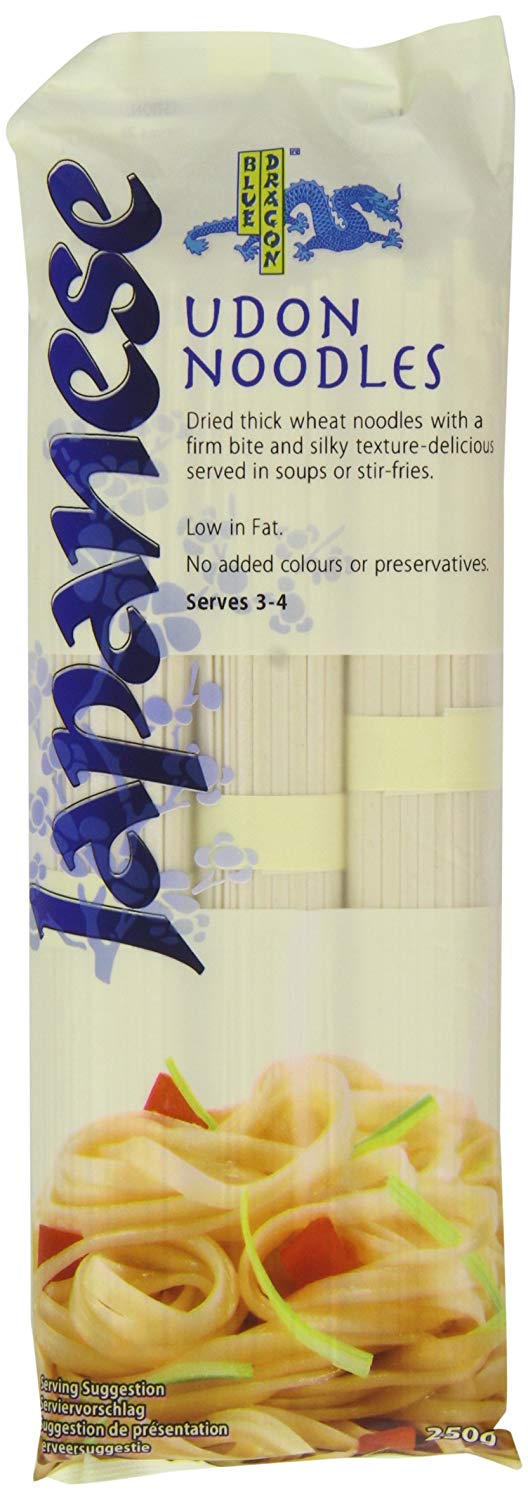 Japanese
BLUE
DRAGON
UDON
NOODLES
Dried thick wheat noodles with a
firm bite and silky texture-delicious
served in soups or stir-fries.
Low in Fat.
No added colours or preservatives.
Serves 3-4
Serving Suggestion
Serviervorschlag
Suggestion de présentation
Serveersuggestie
250g